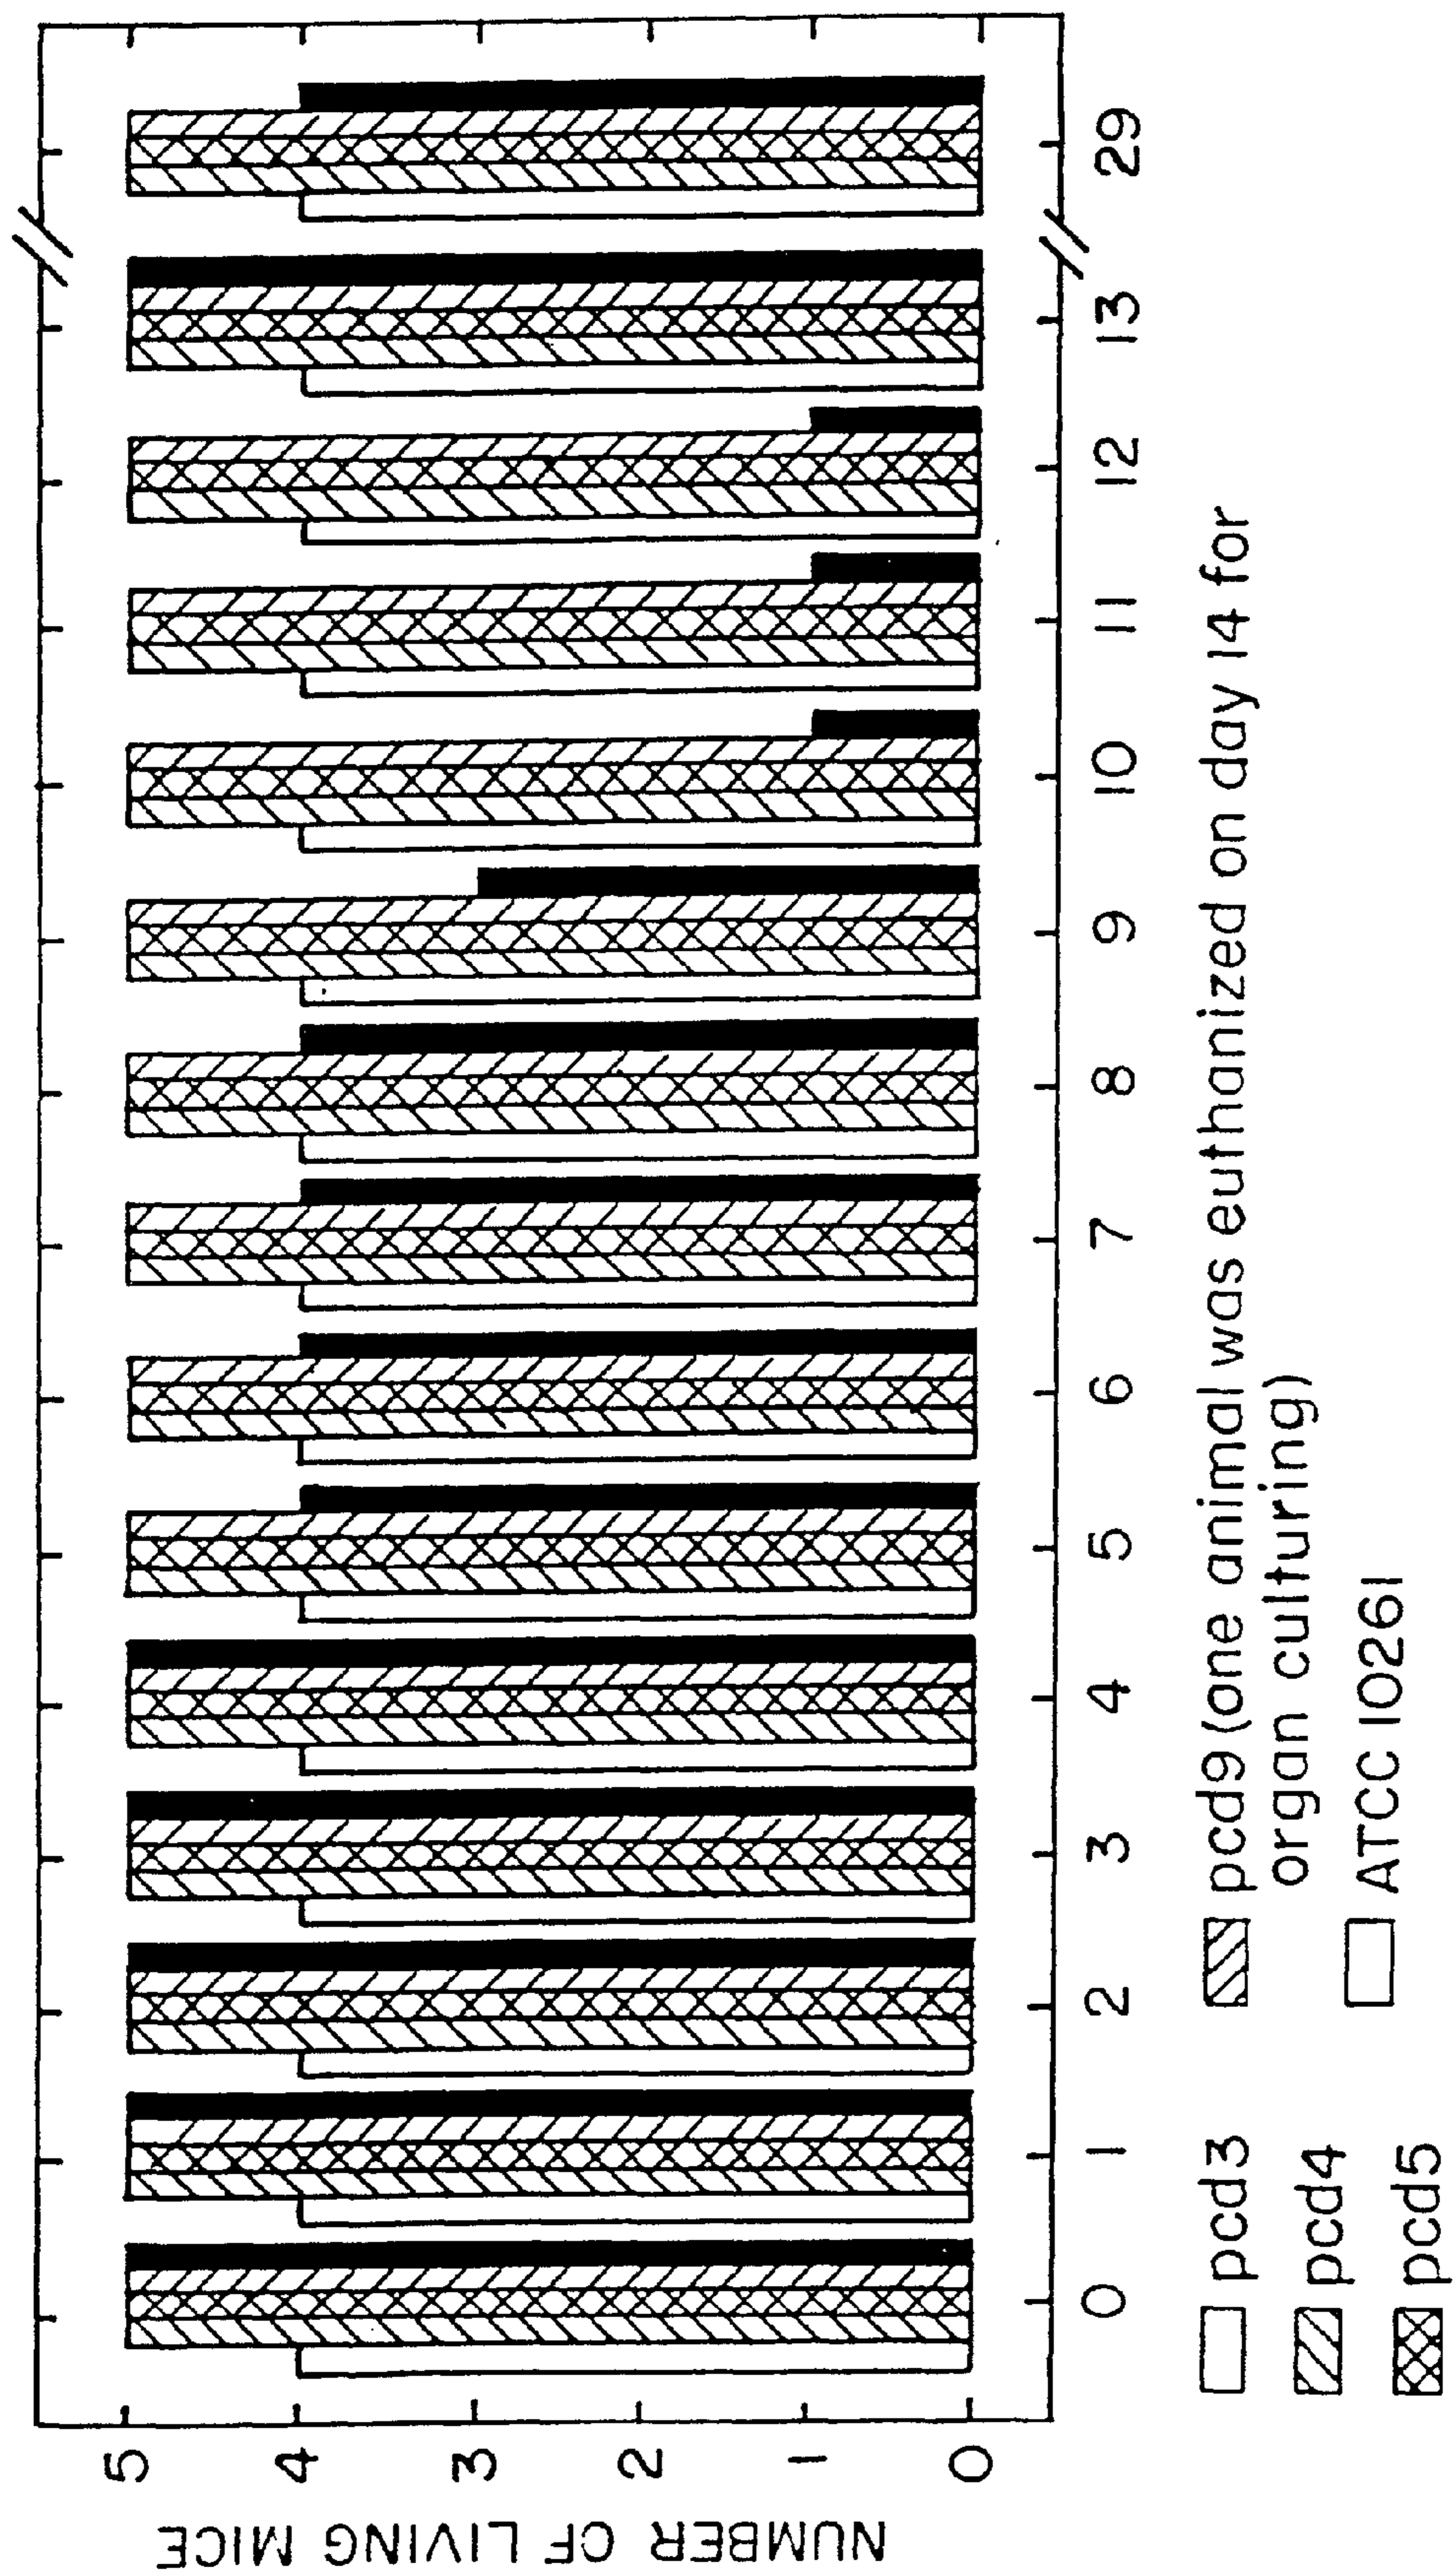 NUMBER OF LIVING MICE
5
4
3
2
1
0
0 1 2 3 4 5 6 7 8 9 10 11 12 13 29
pcd3
pcd4
pcd5
pcd9 (one animal was euthanized on day 14 for
organ culturing)
ATCC 10261